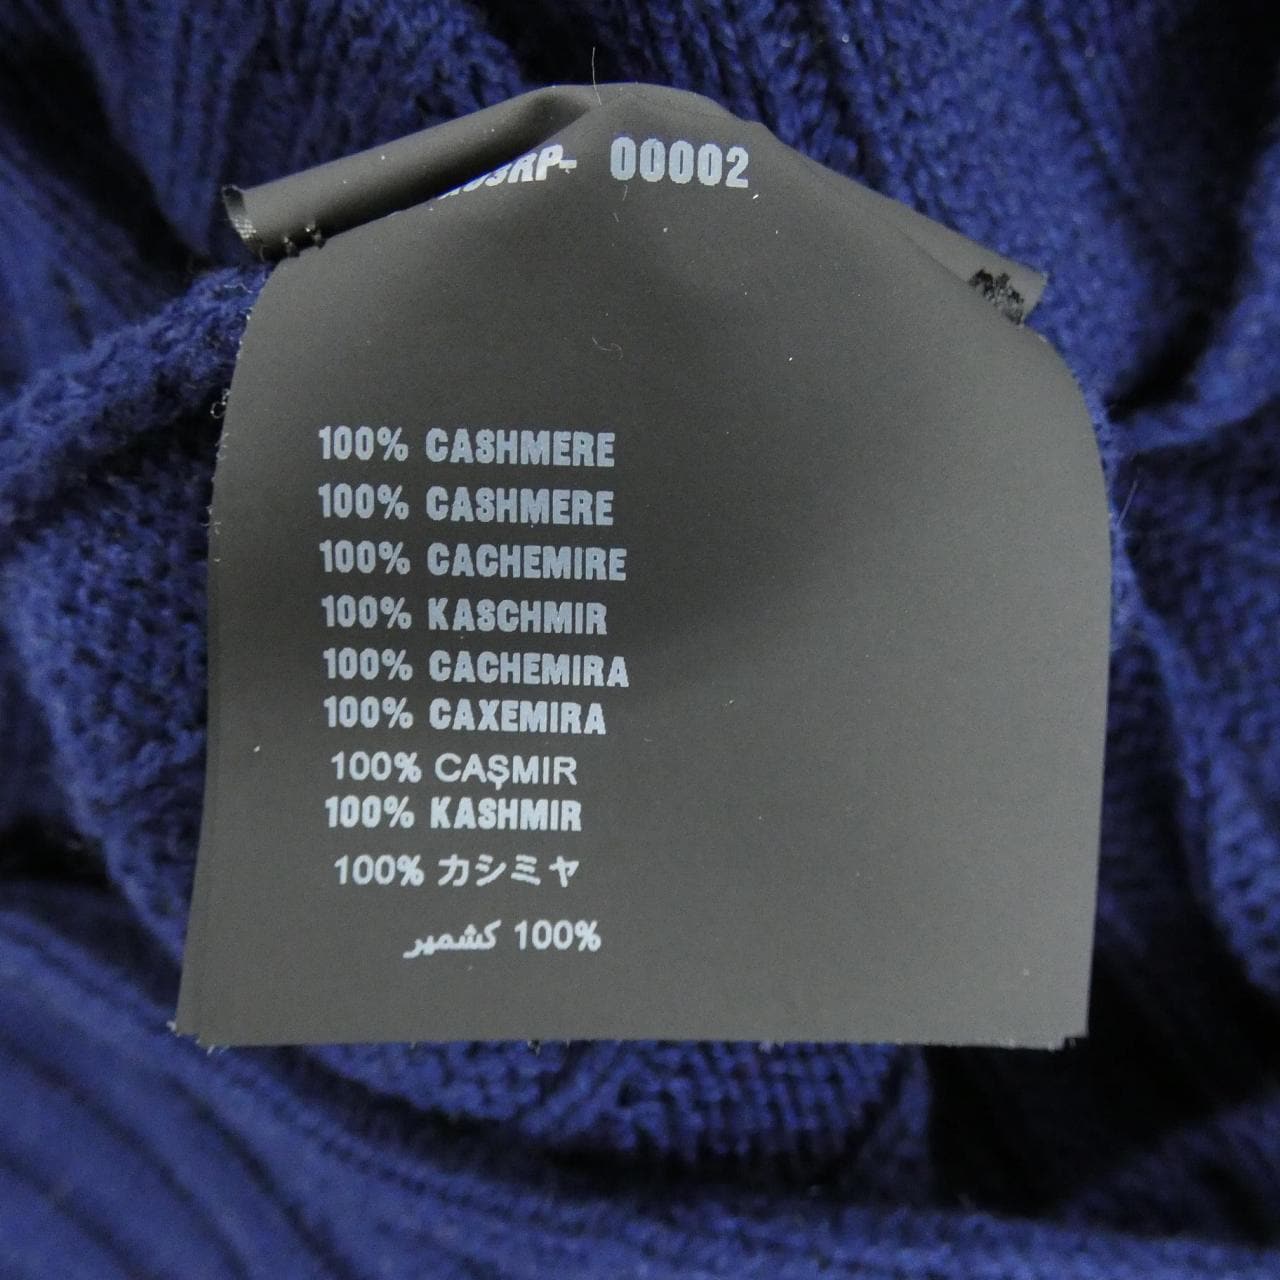 00002
100% CASHMERE
100% CASHMERE
100% CACHEMIRE
100% KASCHMIR
100% CACHEMIRA
100% CAXEMIRA
100% CAŞMIR
100% KASHMIR
100% カシミヤ
100% كشمير